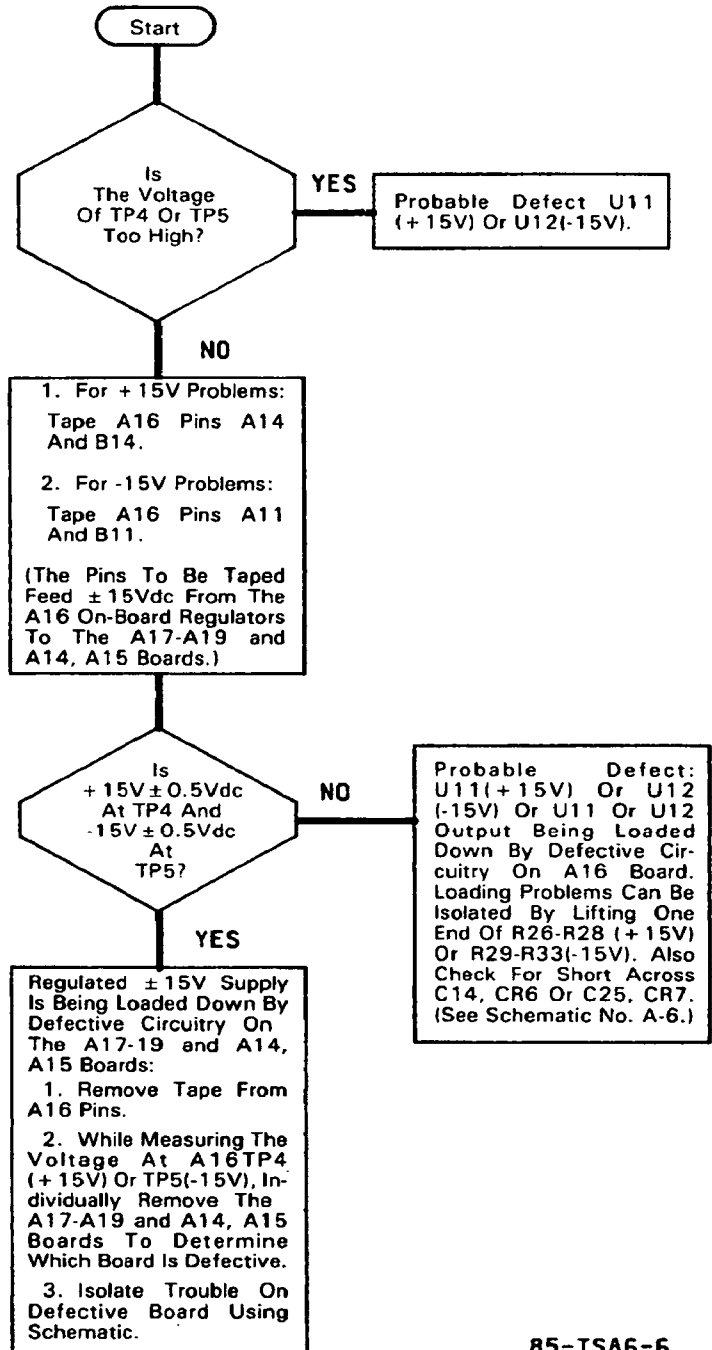 Start
Is
The Voltage
Of TP4 Or TP5
Too High?
YES
Probable Defect U11
(+15V) Or U12(-15V).
NO
1. For +15V Problems:
Tape A16 Pins A14
And B14.
2. For -15V Problems:
Tape A16 Pins A11
And B11.
(The Pins To Be Taped
Feed ±15Vdc From The
A16 On-Board Regulators
To The A17-A19 and
A14, A15 Boards.)
Is
+15V±0.5Vdc
At TP4 And
-15V±0.5Vdc
At
TP5?
NO
Probable Defect:
U11(+15V) Or U12
(-15V) Or U11 Or U12
Output Being Loaded
Down By Defective Cir-
cuitry On A16 Board.
Loading Problems Can Be
Isolated By Lifting One
End Of R26-R28 (+15V)
Or R29-R33(-15V). Also
Check For Short Across
C14, CR6 Or C25, CR7.
(See Schematic No. A-6.)
YES
Regulated ±15V Supply
Is Being Loaded Down By
Defective Circuitry On
The A17-19 and A14,
A15 Boards:
1. Remove Tape From
A16 Pins.
2. While Measuring The
Voltage At A16TP4
(+15V) Or TP5(-15V), In-
dividually Remove The
A17-A19 and A14, A15
Boards To Determine
Which Board Is Defective.
3. Isolate Trouble On
Defective Board Using
Schematic.
85-TSA6-6